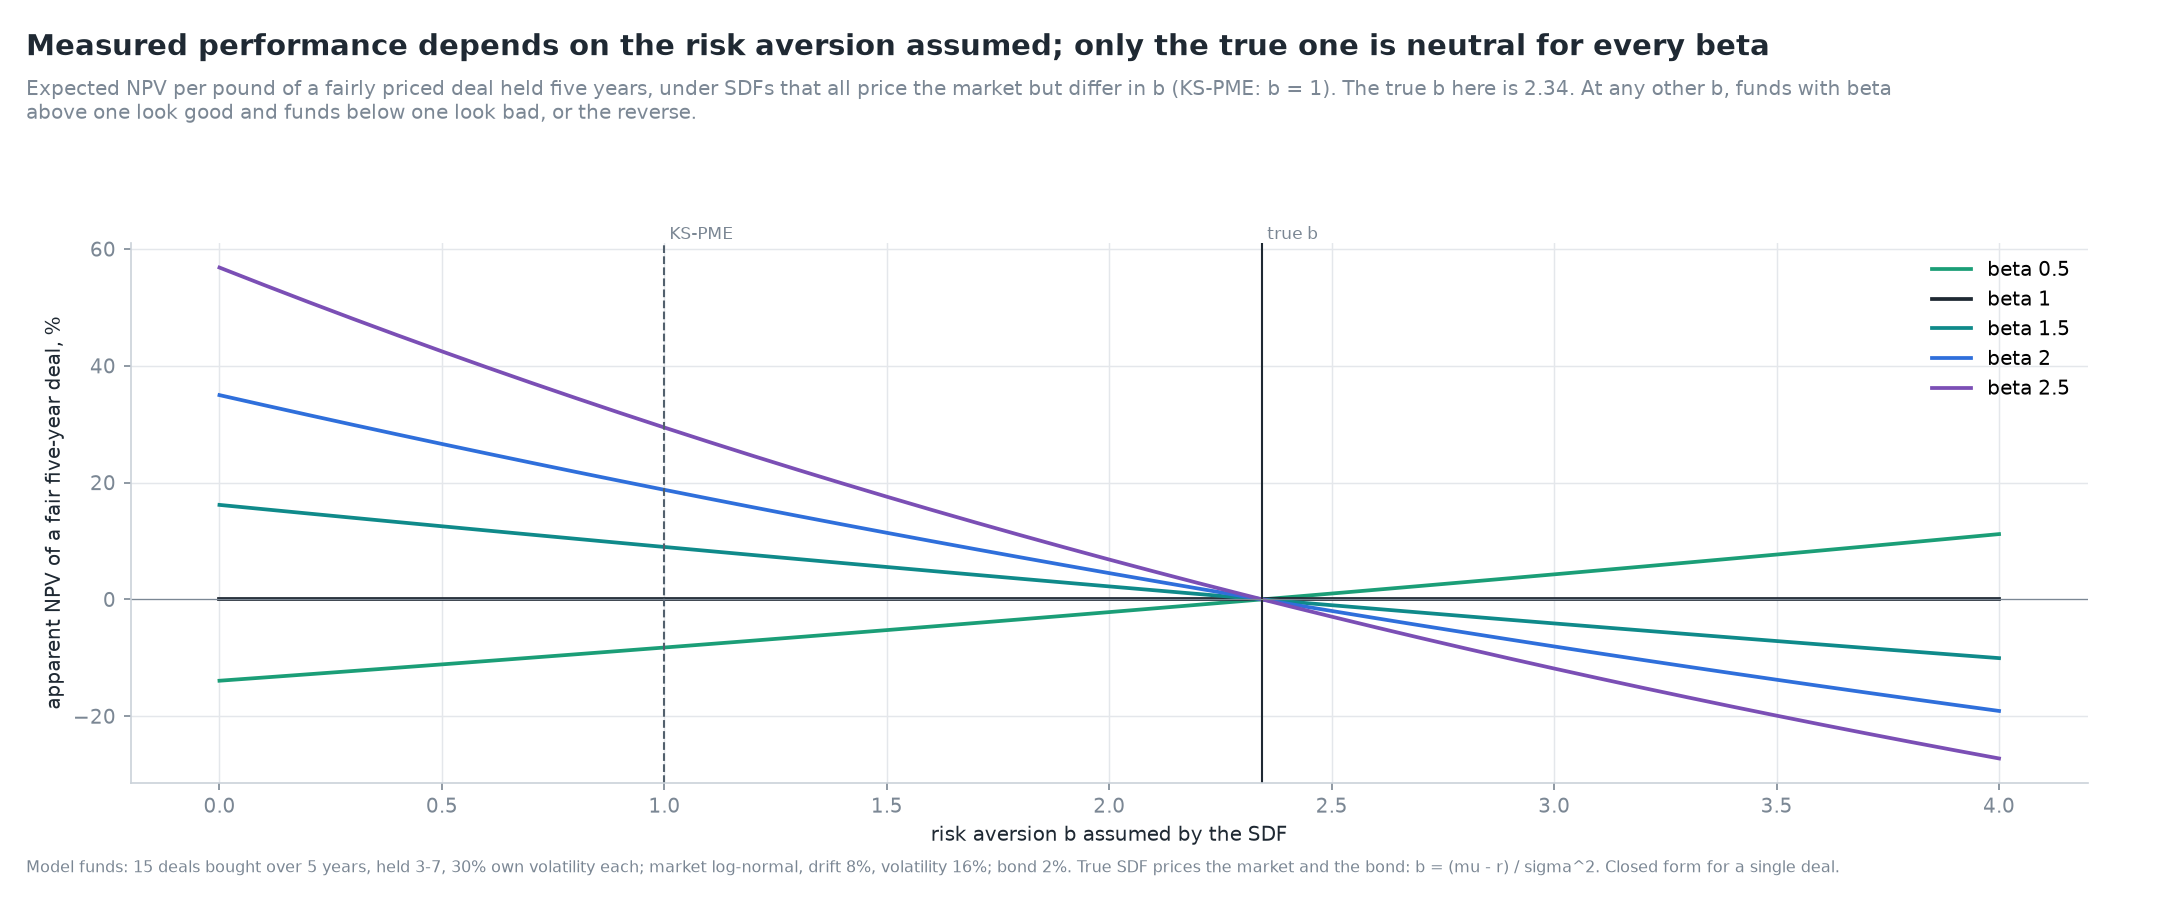 Measured performance depends on the risk aversion assumed; only the true one is neutral for every beta
Expected NPV per pound of a fairly priced deal held five years, under SDFs that all price the market but differ in b (KS-PME: b = 1). The true b here is 2.34. At any other b, funds with beta
above one look good and funds below one look bad, or the reverse.
KS-PME
true b
60
40
20
0
−20
apparent NPV of a fair five-year deal, %
beta 0.5
beta 1
beta 1.5
beta 2
beta 2.5
0.0 0.5 1.0 1.5 2.0 2.5 3.0 3.5 4.0
risk aversion b assumed by the SDF
Model funds: 15 deals bought over 5 years, held 3-7, 30% own volatility each; market log-normal, drift 8%, volatility 16%; bond 2%. True SDF prices the market and the bond: b = (mu - r) / sigma^2. Closed form for a single deal.